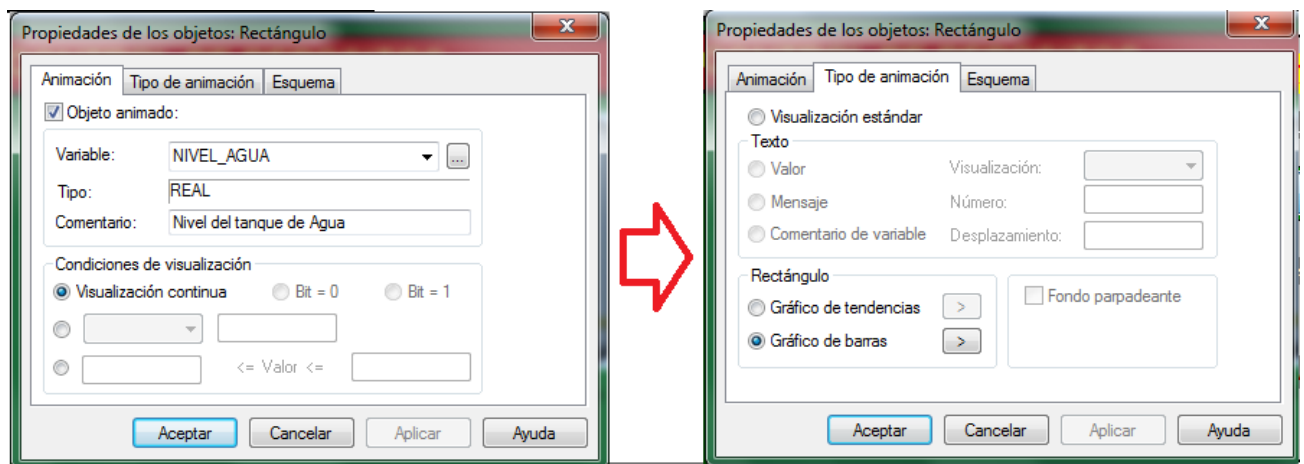 Propiedades de los objetos: Rectángulo
Animación Tipo de animación Esquema
Objeto animado:
Variable: NIVEL_AGUA ...
Tipo: REAL
Comentario: Nivel del tanque de Agua
Condiciones de visualización
Visualización continua Bit = 0 Bit = 1
<= Valor <=
Aceptar Cancelar Aplicar Ayuda
Propiedades de los objetos: Rectángulo
Animación Tipo de animación Esquema
Visualización estándar
Texto
Valor Visualización:
Mensaje Número:
Comentario de variable Desplazamiento:
Rectángulo
Gráfico de tendencias > Fondo parpadeante
Gráfico de barras >
Aceptar Cancelar Aplicar Ayuda